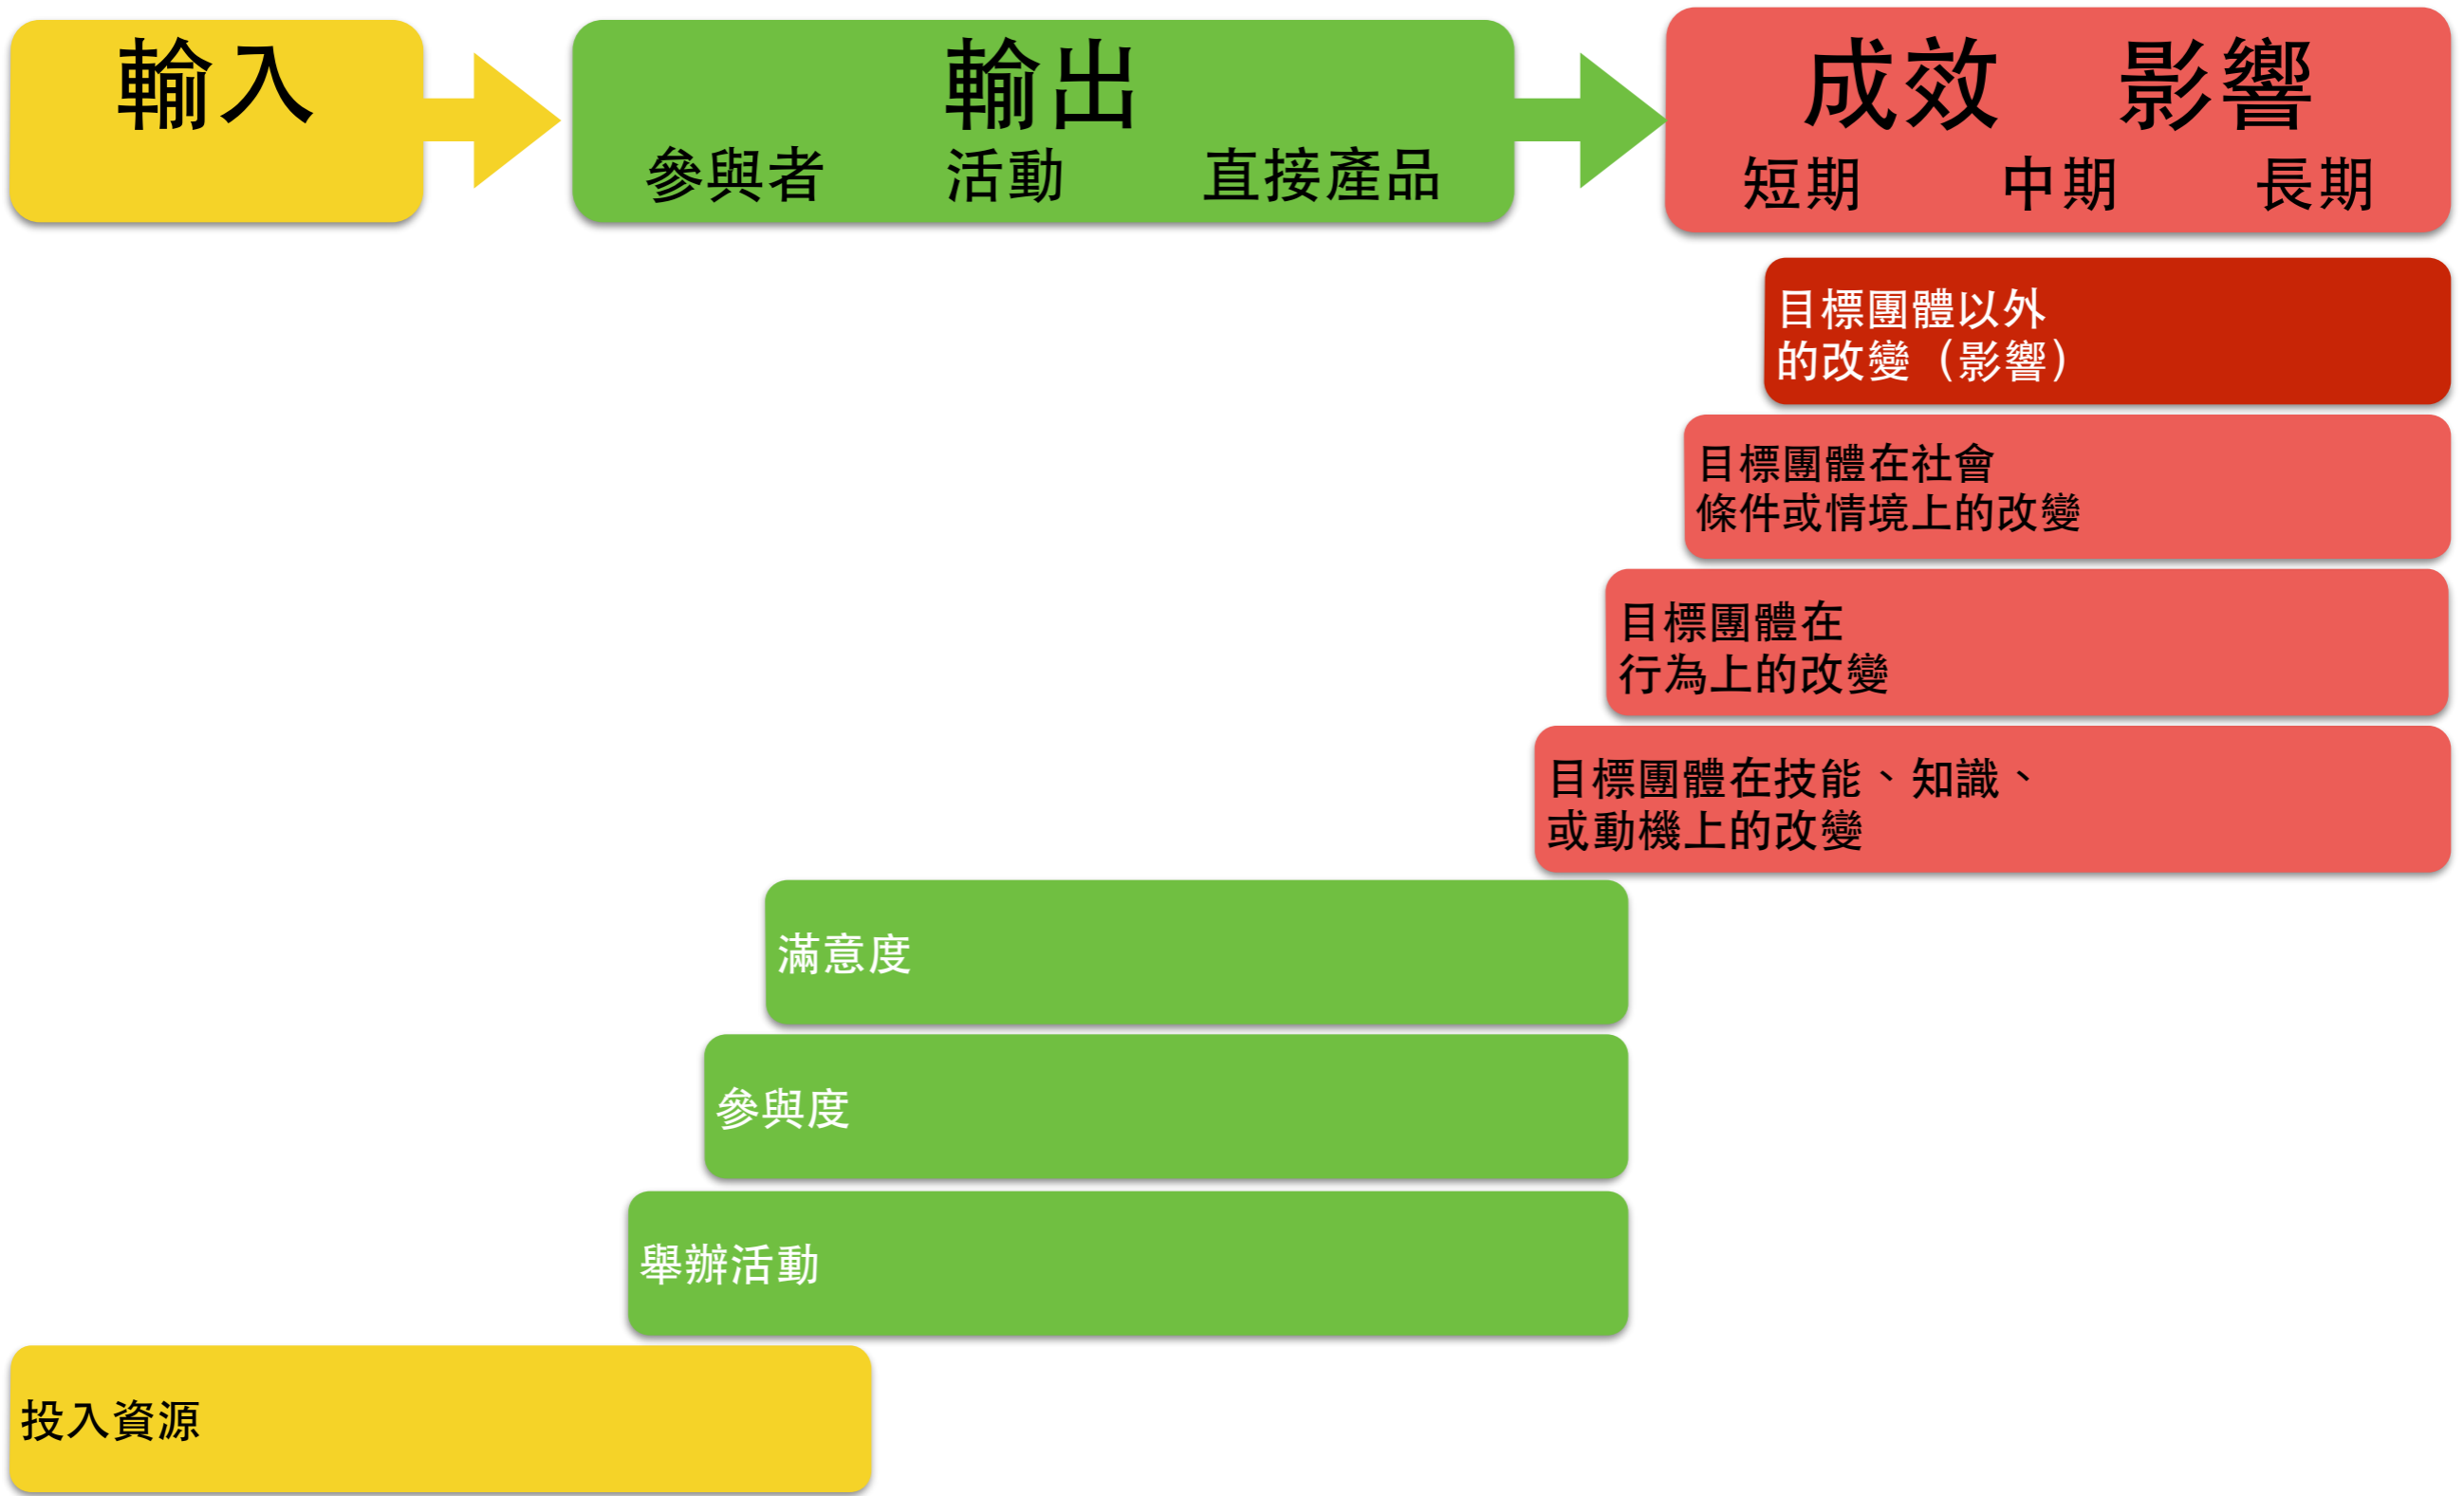 輸入
輸出
參與者 活動 直接產品
成效 影響
短期 中期 長期
目標團體以外
的改變（影響）
目標團體在社會
條件或情境上的改變
目標團體在
行為上的改變
目標團體在技能、知識、
或動機上的改變
滿意度
參與度
舉辦活動
投入資源